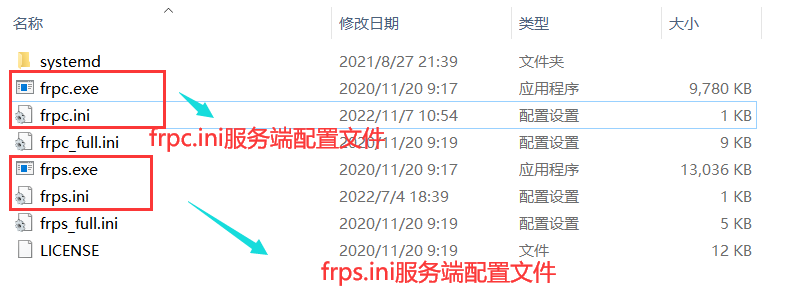 名称 修改日期 类型 大小
systemd 2021/8/27 21:39 文件夹
frpc.exe 2020/11/20 9:17 应用程序 9,780 KB
frpc.ini 2022/11/7 10:54 配置设置 1 KB
frpc.ini服务端配置文件
frpc_full.ini 2020/11/20 9:19 配置设置 9 KB
frps.exe 2020/11/20 9:17 应用程序 13,036 KB
frps.ini 2022/7/4 18:39 配置设置 1 KB
frps_full.ini 2020/11/20 9:19 配置设置 5 KB
LICENSE 2020/11/20 9:19 文件 12 KB
frps.ini服务端配置文件